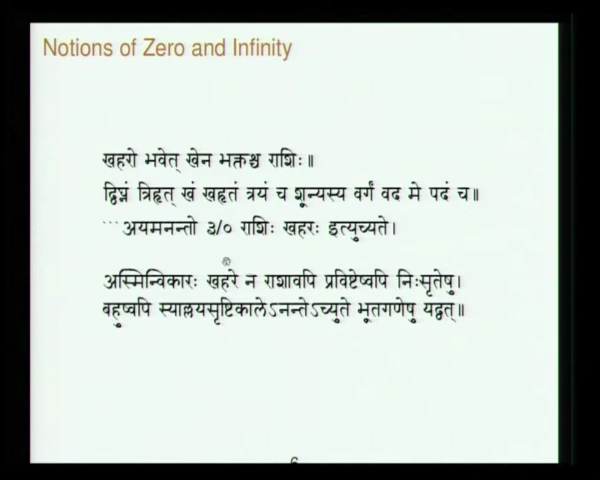 Notions of Zero and Infinity
खहरो भवेत् खेन भक्तश्च राशिः॥
द्विघ्नं त्रिहृत् खं खहृतं त्रयं च शून्यस्य वर्गं वद मे पदं च॥
... अयमनन्तो ३/० राशिः खहरः इत्युच्यते।
अस्मिन्विकारः खहरे न राशावपि प्रविष्टेष्वपि निःसृतेषु।
बहुष्वपि स्याल्लयसृष्टिकालेऽनन्तेऽच्युते भूतगणेषु यद्वत्॥